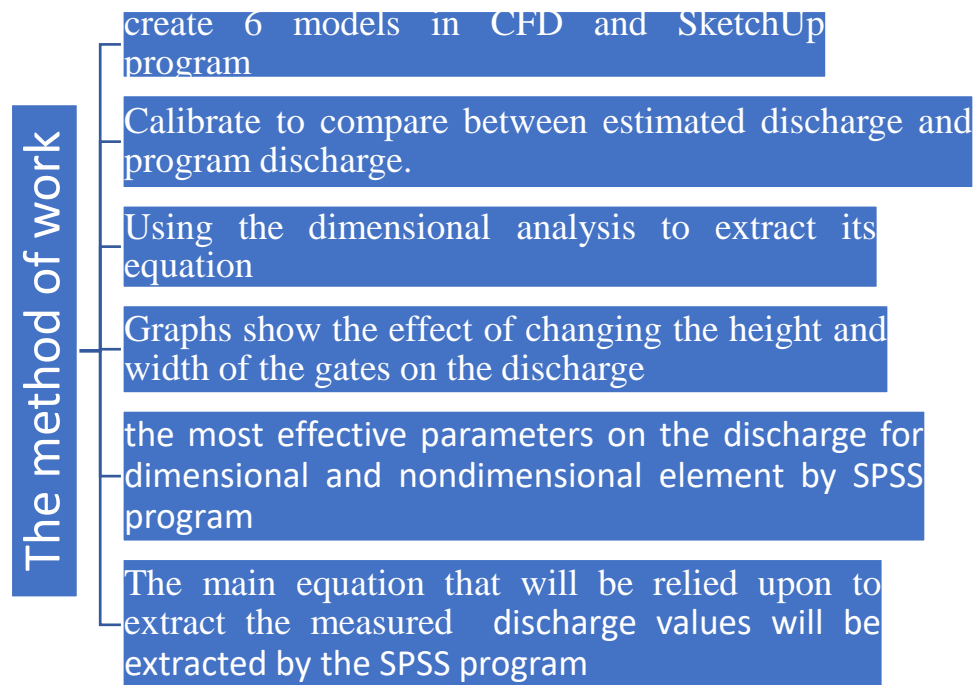 The method of work
create 6 models in CFD and SketchUp
program
Calibrate to compare between estimated discharge and
program discharge.
Using the dimensional analysis to extract its
equation
Graphs show the effect of changing the height and
width of the gates on the discharge
the most effective parameters on the discharge for
dimensional and nondimensional element by SPSS
program
The main equation that will be relied upon to
extract the measured discharge values will be
extracted by the SPSS program